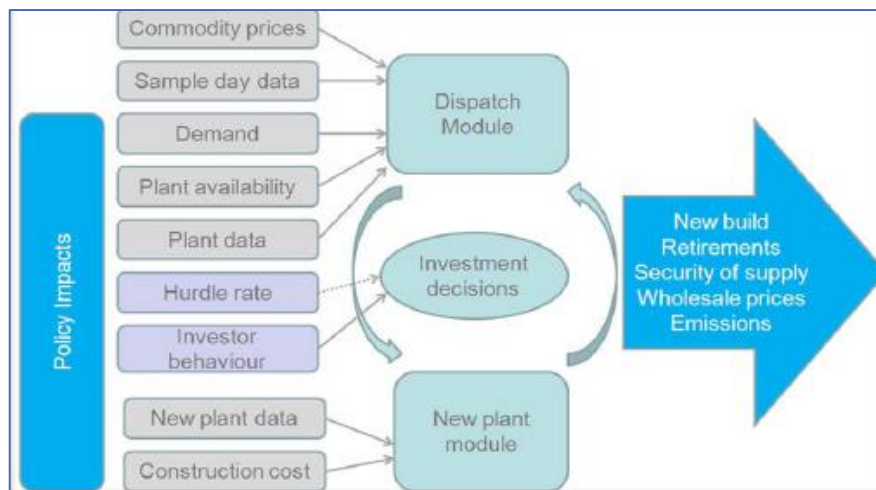 Policy Impacts
Commodity prices
Sample day data
Demand
Plant availability
Plant data
Hurdle rate
Investor
behaviour
New plant data
Construction cost
Dispatch
Module
Investment
decisions
New plant
module
New build
Retirements
Security of supply
Wholesale prices
Emissions